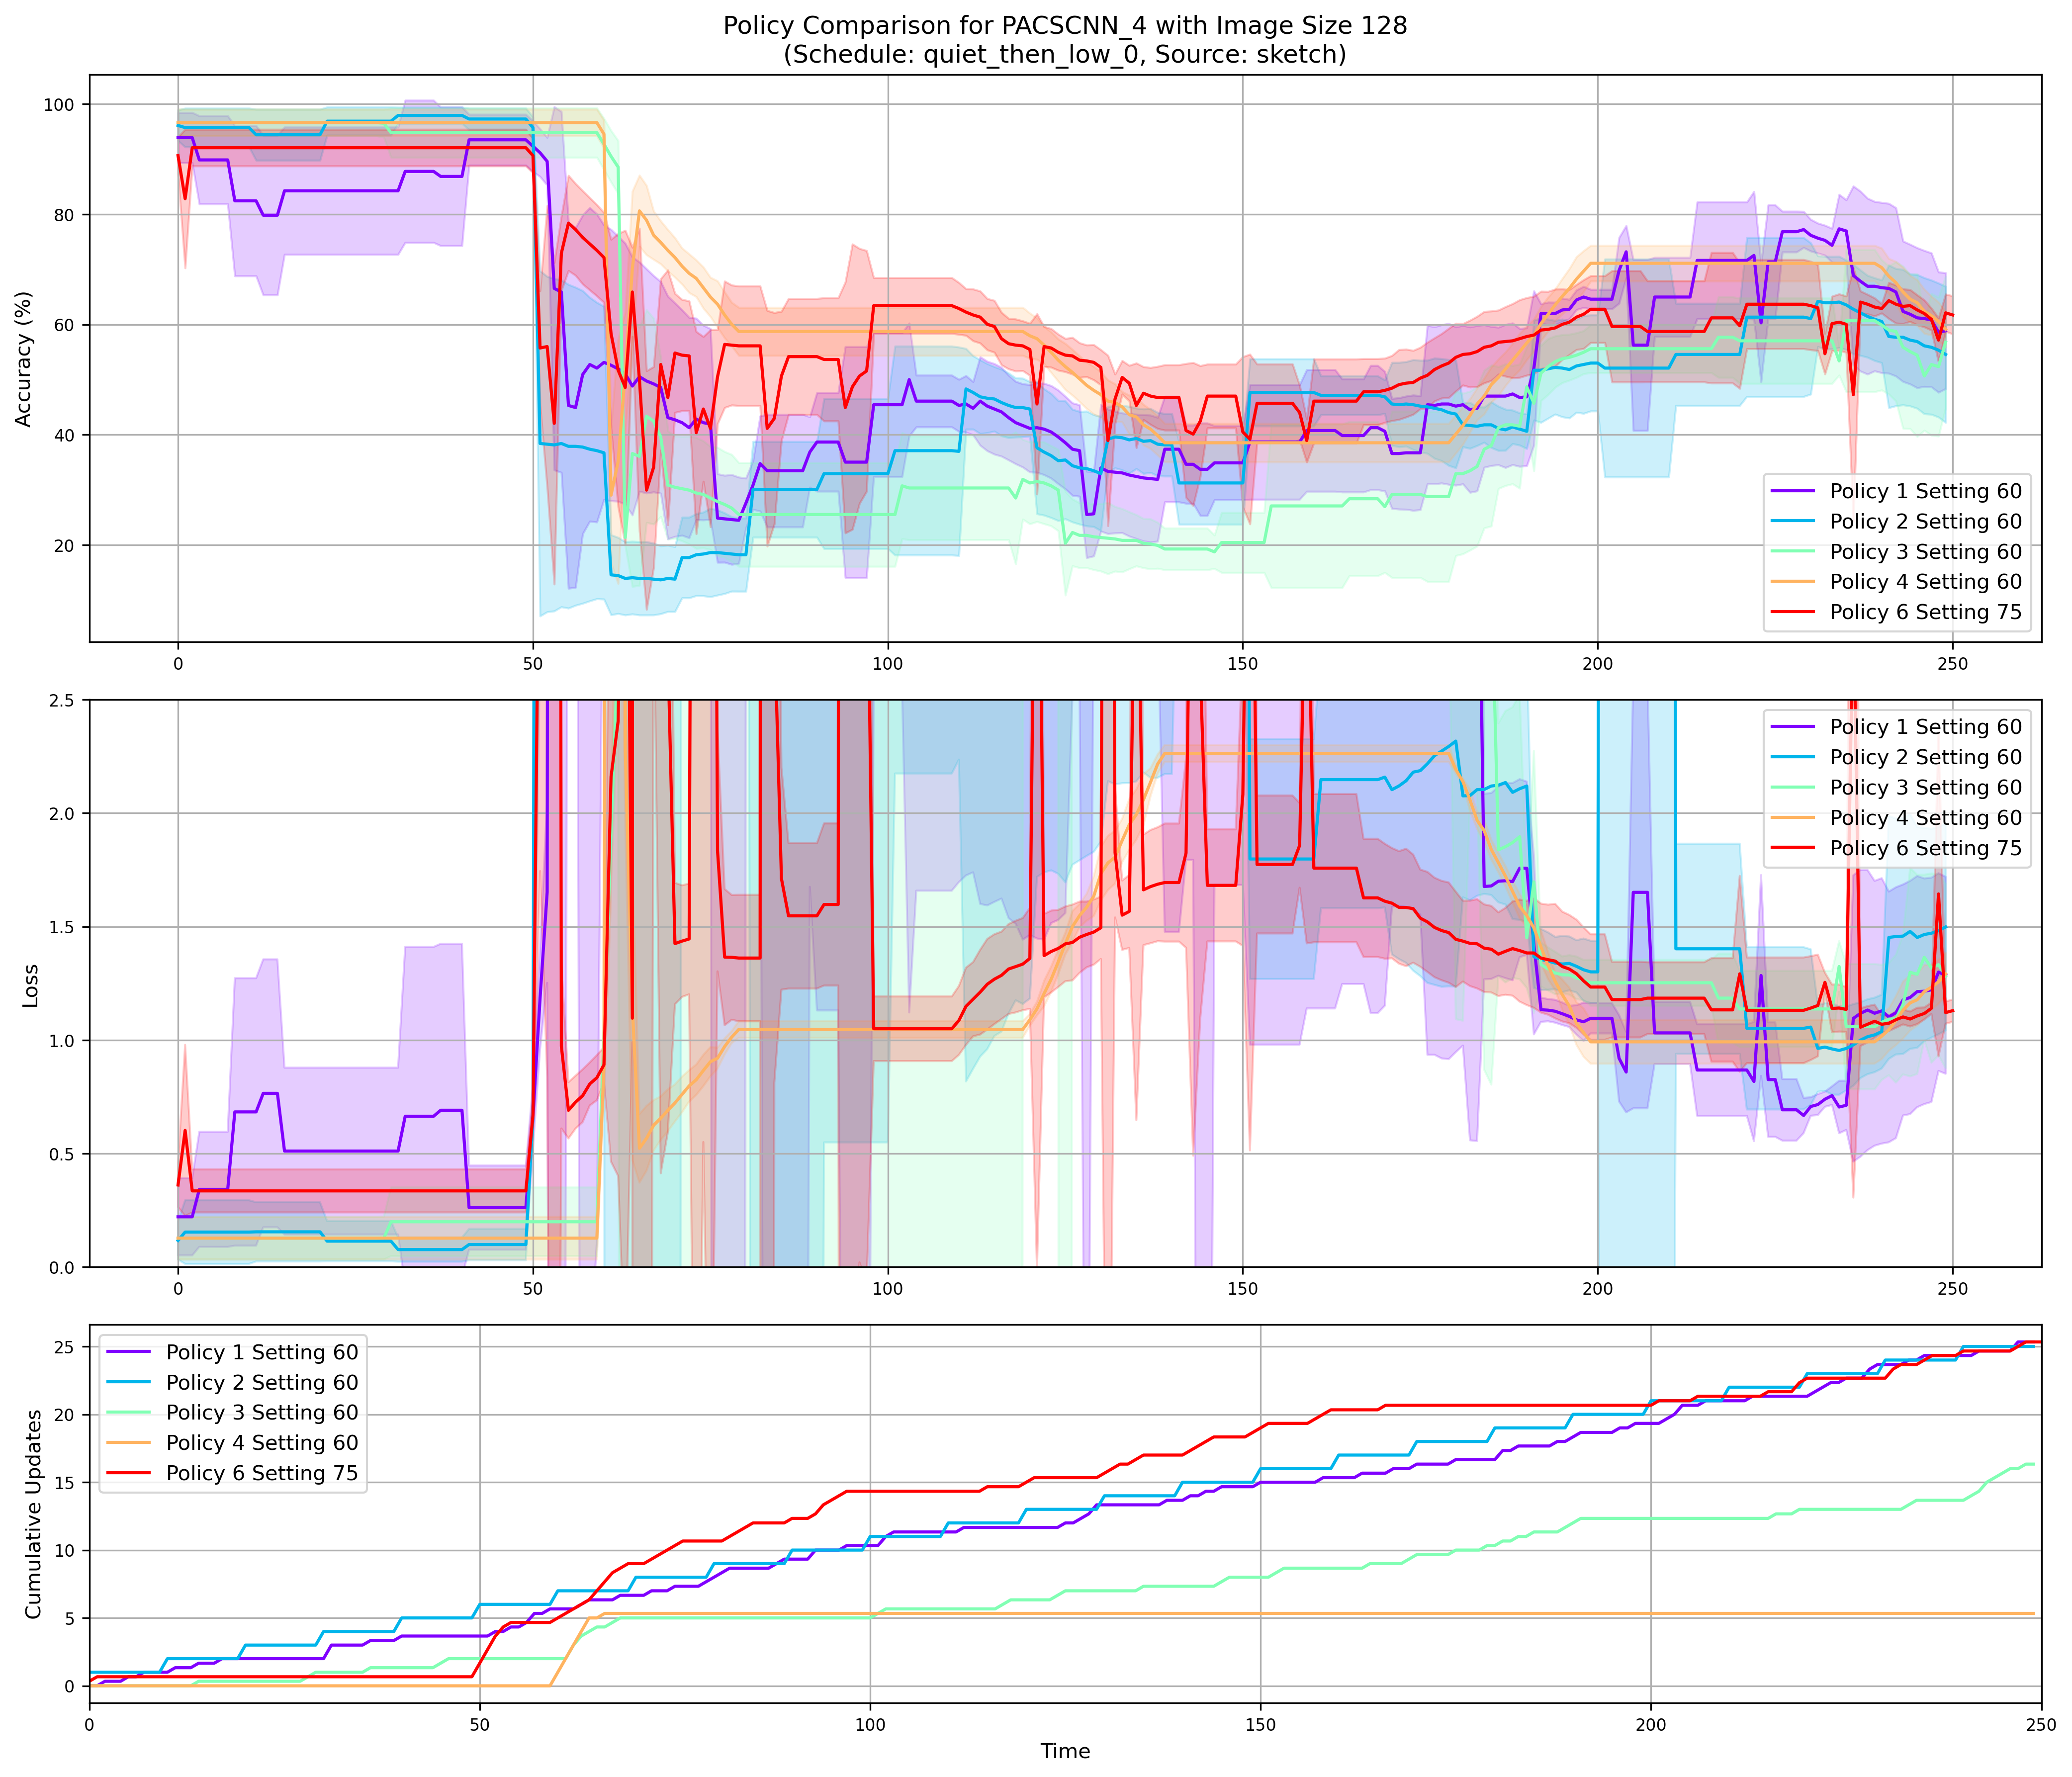 Policy Comparison for PACSCNN_4 with Image Size 128
(Schedule: quiet_then_low_0, Source: sketch)
Accuracy (%)
100
80
60
40
20
0 50 100 150 200 250
Policy 1 Setting 60
Policy 2 Setting 60
Policy 3 Setting 60
Policy 4 Setting 60
Policy 6 Setting 75
Loss
2.5
2.0
1.5
1.0
0.5
0.0
0 50 100 150 200 250
Policy 1 Setting 60
Policy 2 Setting 60
Policy 3 Setting 60
Policy 4 Setting 60
Policy 6 Setting 75
Cumulative Updates
25
20
15
10
5
0
Policy 1 Setting 60
Policy 2 Setting 60
Policy 3 Setting 60
Policy 4 Setting 60
Policy 6 Setting 75
0 50 100 150 200 250
Time